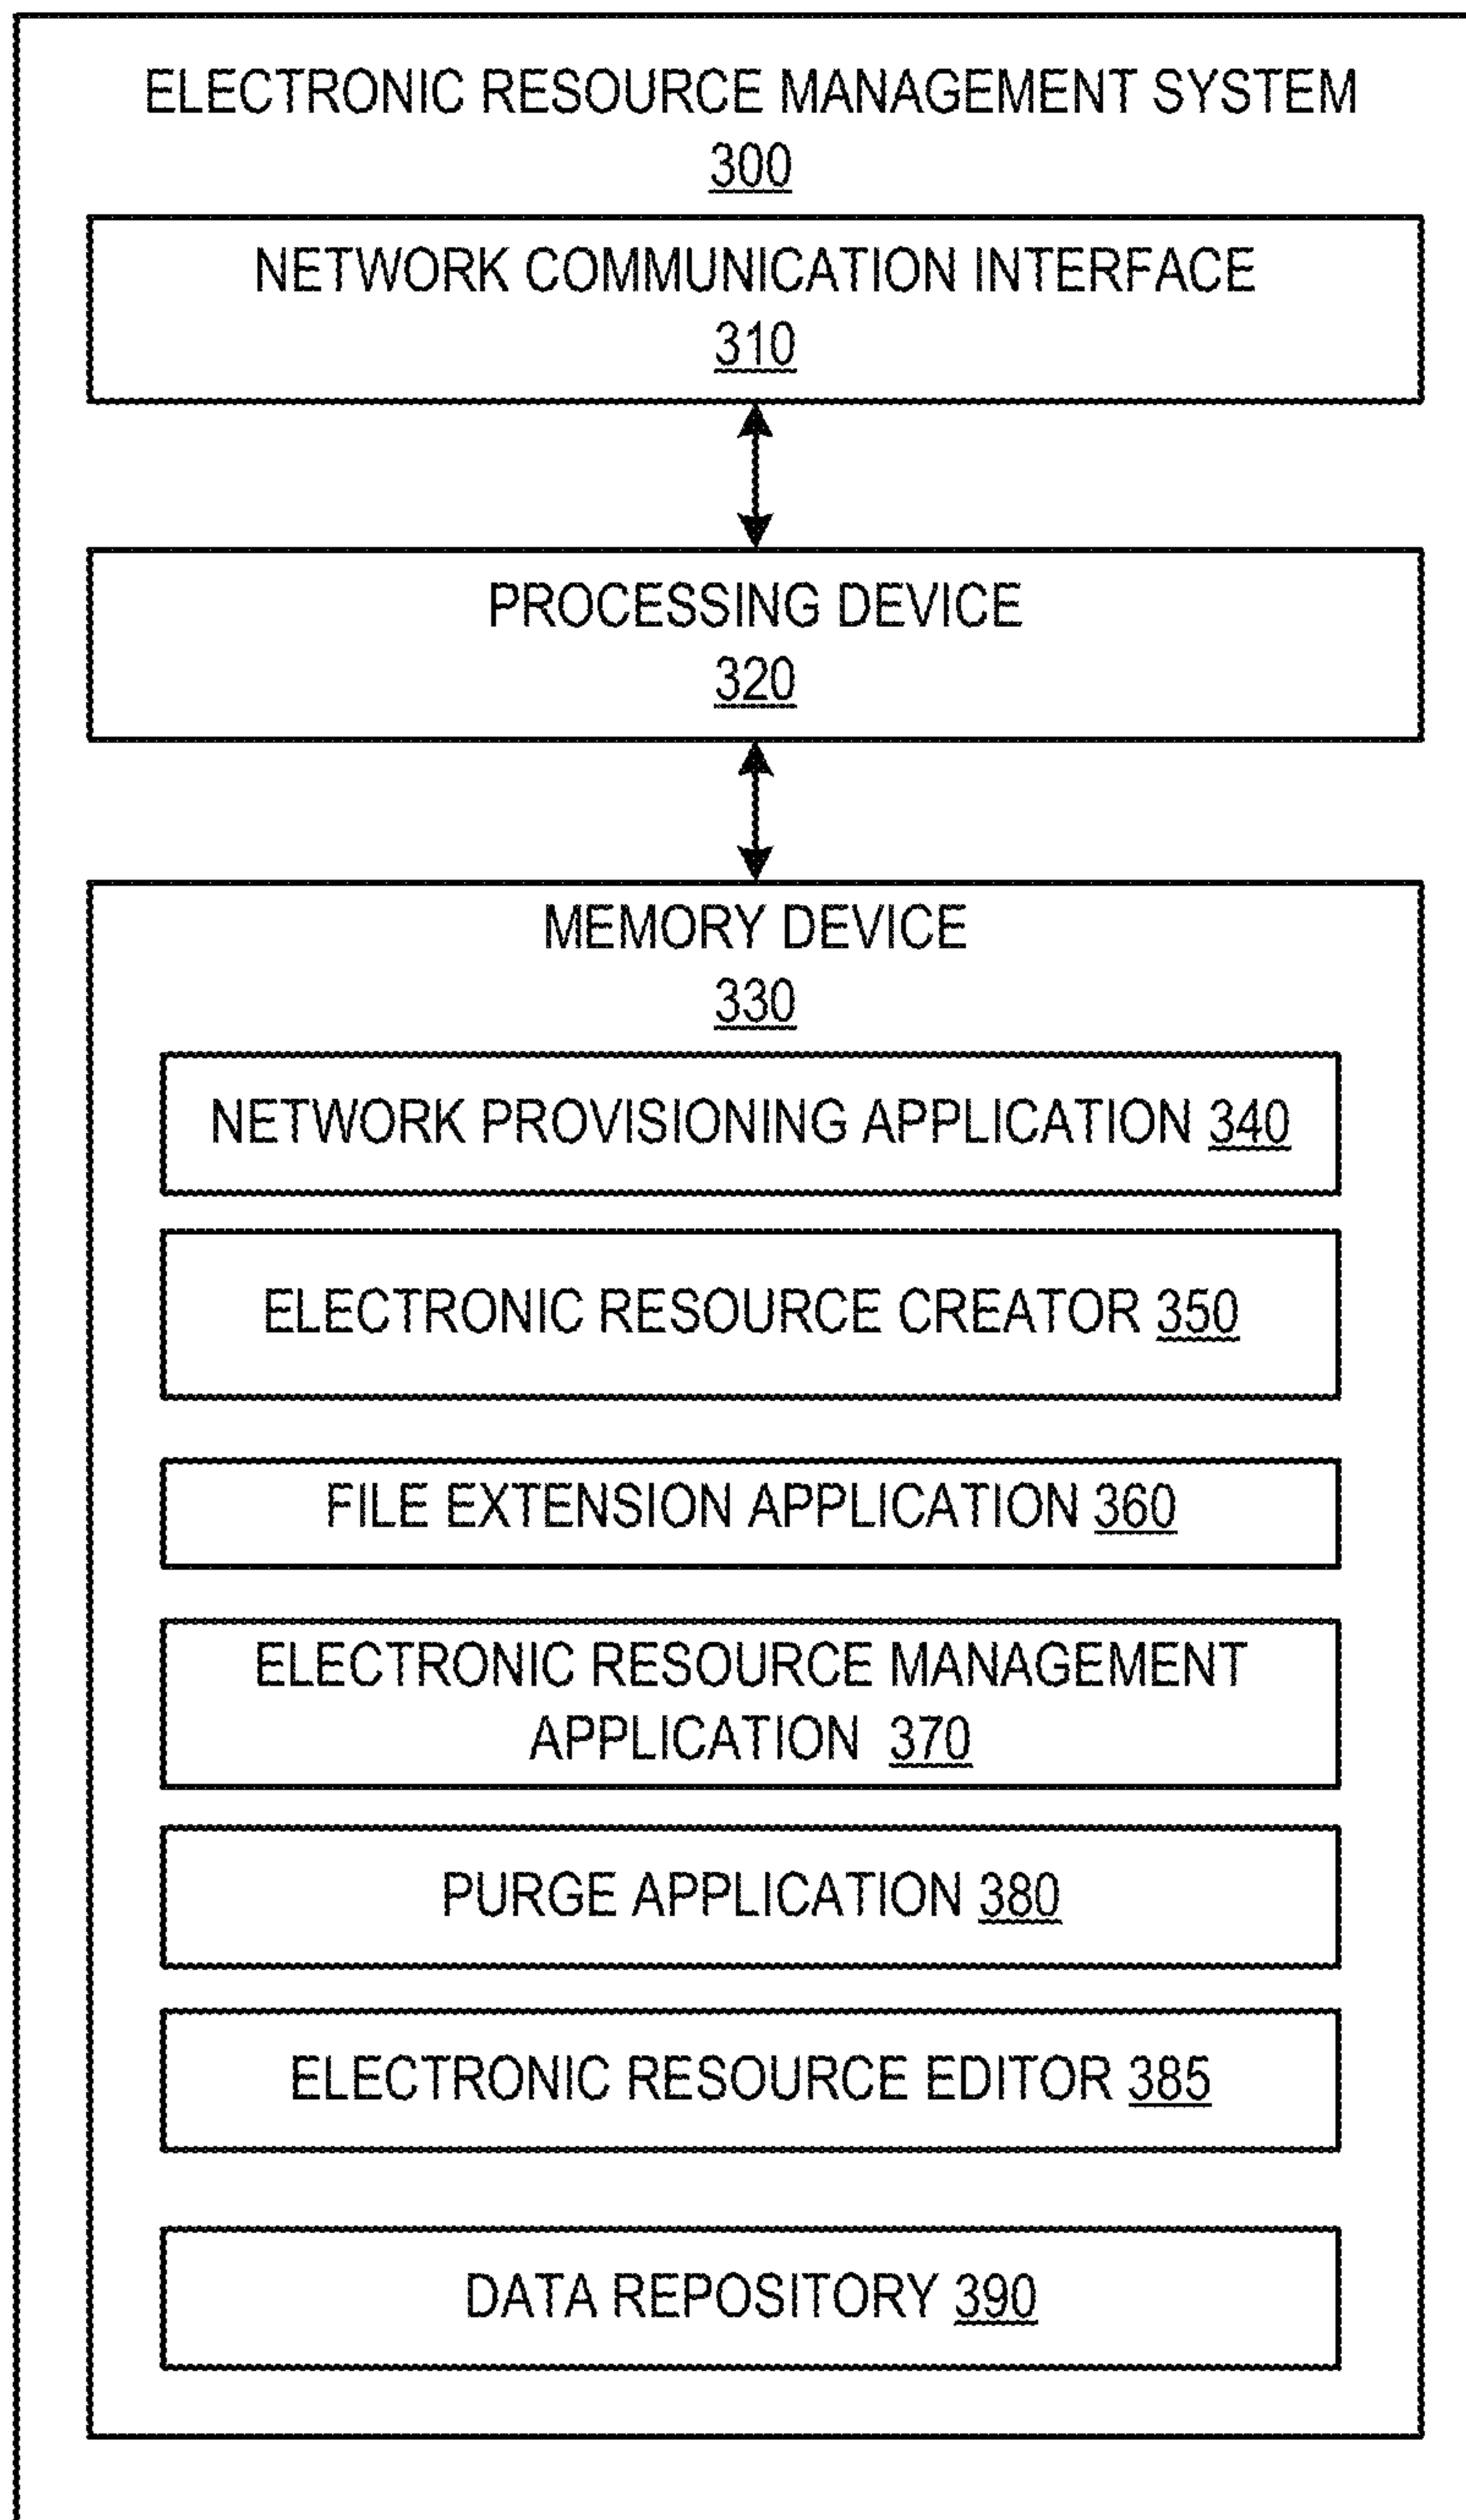 ELECTRONIC RESOURCE MANAGEMENT SYSTEM
300
NETWORK COMMUNICATION INTERFACE
310
PROCESSING DEVICE
320
MEMORY DEVICE
330
NETWORK PROVISIONING APPLICATION 340
ELECTRONIC RESOURCE CREATOR 350
FILE EXTENSION APPLICATION 360
ELECTRONIC RESOURCE MANAGEMENT
APPLICATION 370
PURGE APPLICATION 380
ELECTRONIC RESOURCE EDITOR 385
DATA REPOSITORY 390